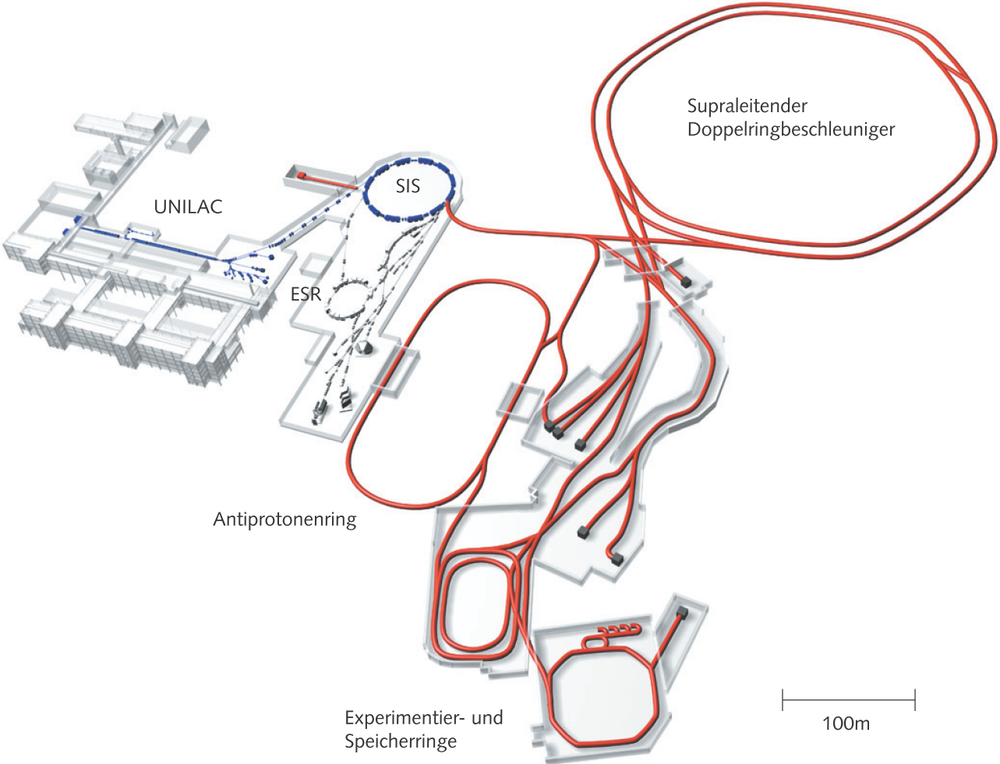 Supraleitender
Doppelringbeschleuniger
SIS
UNILAC
ESR
Antiprotonenring
Experimentier- und
Speicherringe
100m